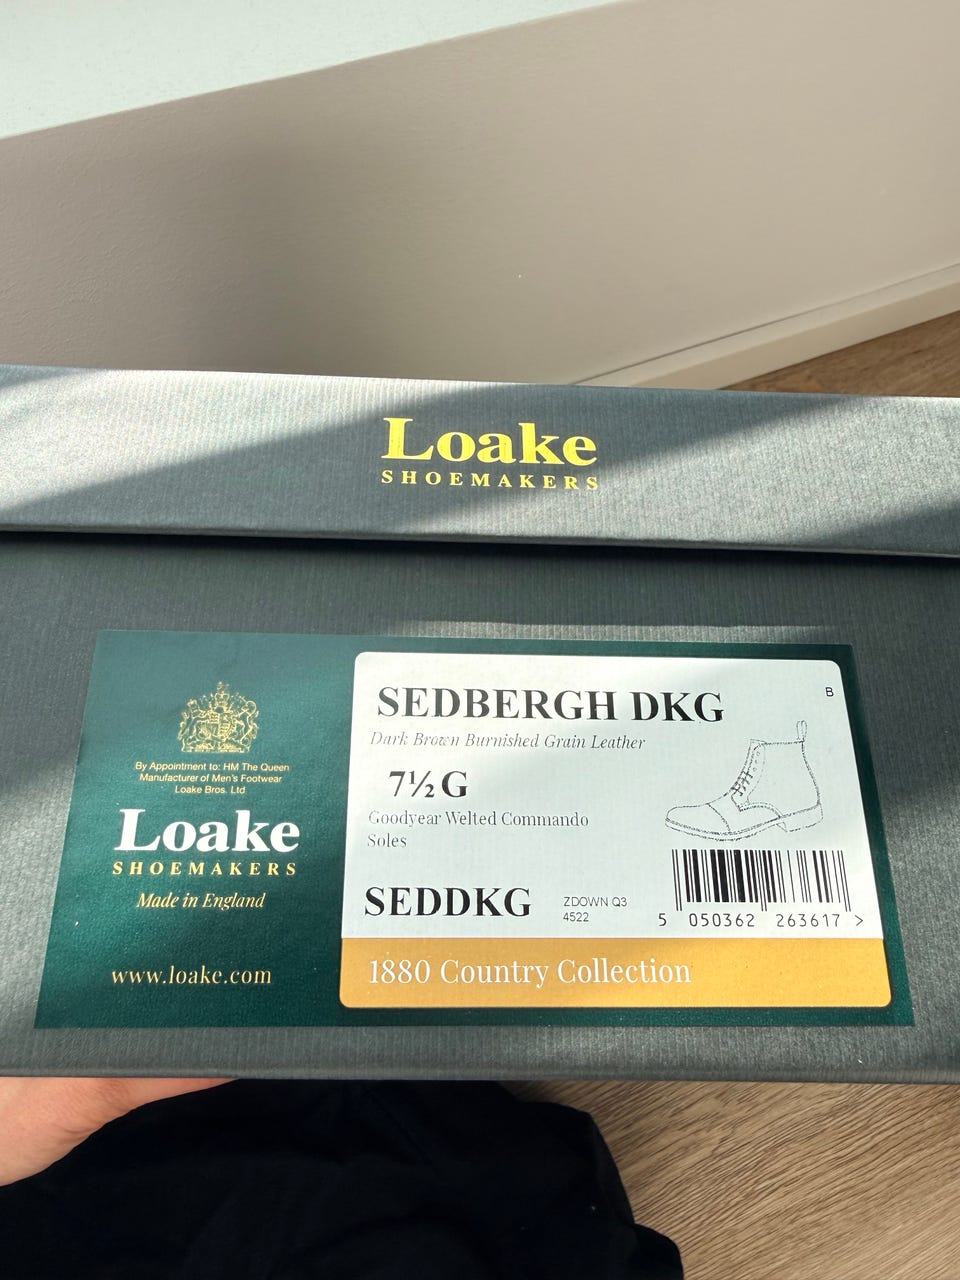 Loake
SHOEMAKERS
By Appointment to: HM The Queen
Manufacturer of Men's Footwear
Loake Bros. Ltd
Loake
SHOEMAKERS
Made in England
www.loake.com
SEDBERGH DKG
B
Dark Brown Burnished Grain Leather
7½ G
Goodyear Welted Commando
Soles
SEDDKG
ZDOWN Q3
4522
5 050362 263617 >
1880 Country Collection